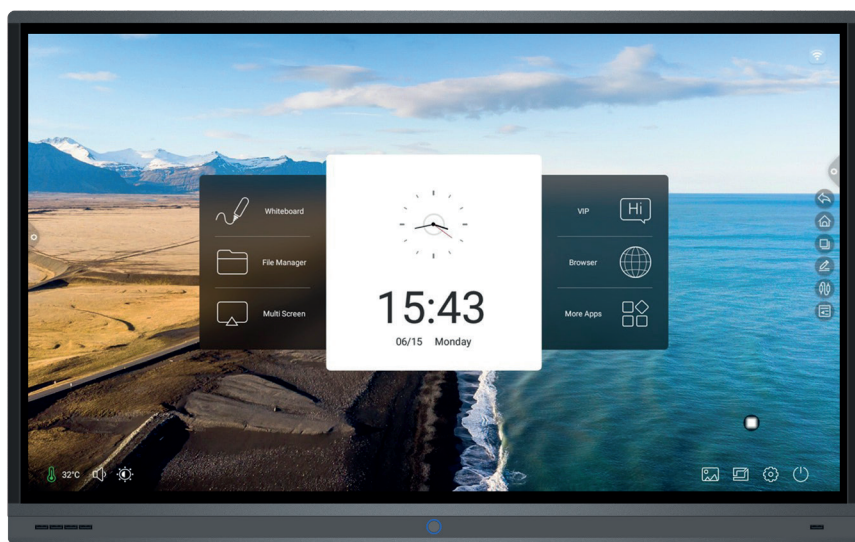 Whiteboard
File Manager
Multi Screen
15:43
06/15 Monday
VIP
Hi
Browser
More Apps
32°C